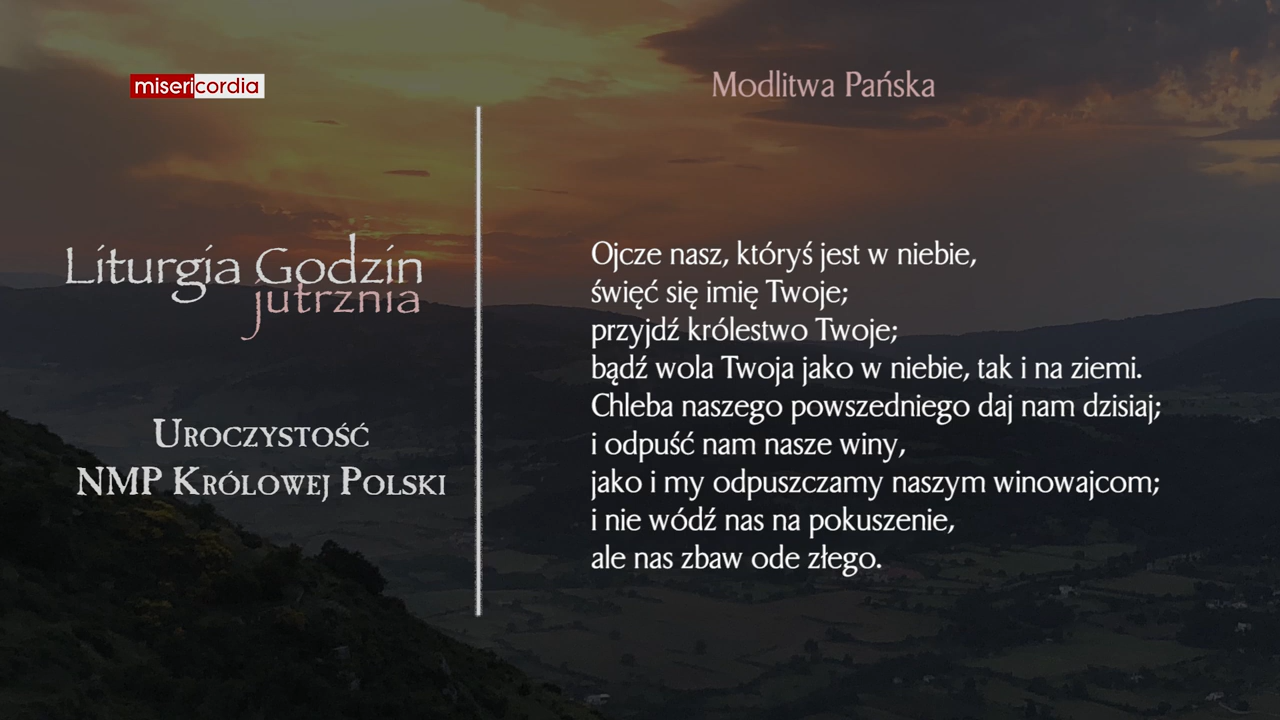 misericordia
Liturgia Godzin
jutrznia
Uroczystość
NMP Królowej Polski
Modlitwa Pańska
Ojcze nasz, któryś jest w niebie,
święć się imię Twoje;
przyjdź królestwo Twoje;
bądź wola Twoja jako w niebie, tak i na ziemi.
Chleba naszego powszedniego daj nam dzisiaj;
i odpuść nam nasze winy,
jako i my odpuszczamy naszym winowajcom;
i nie wódź nas na pokuszenie,
ale nas zbaw ode złego.